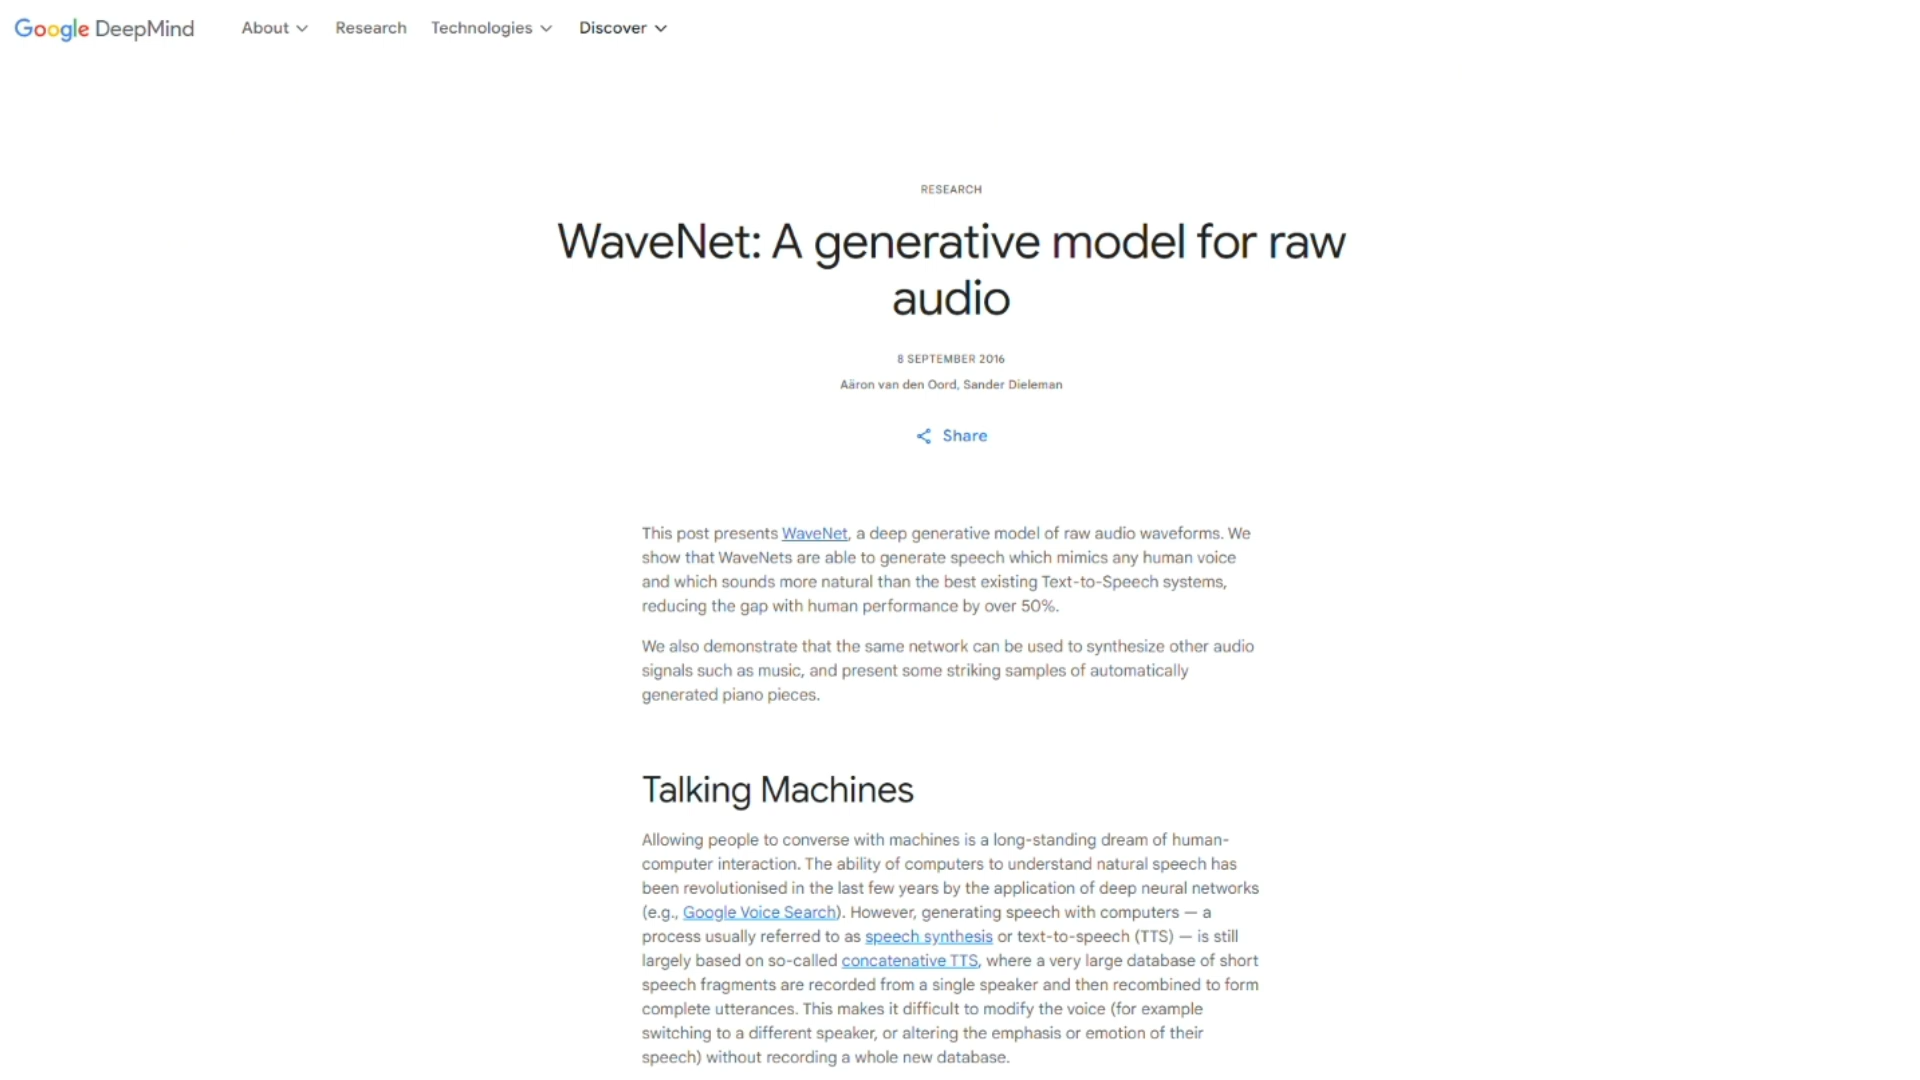 Google DeepMind About Research Technologies Discover
RESEARCH
WaveNet: A generative model for raw
audio
8 SEPTEMBER 2016
Aäron van den Oord, Sander Dieleman
Share
This post presents WaveNet, a deep generative model of raw audio waveforms. We
show that WaveNets are able to generate speech which mimics any human voice
and which sounds more natural than the best existing Text-to-Speech systems,
reducing the gap with human performance by over 50%.
We also demonstrate that the same network can be used to synthesize other audio
signals such as music, and present some striking samples of automatically
generated piano pieces.
Talking Machines
Allowing people to converse with machines is a long-standing dream of human-
computer interaction. The ability of computers to understand natural speech has
been revolutionised in the last few years by the application of deep neural networks
(e.g., Google Voice Search). However, generating speech with computers — a
process usually referred to as speech synthesis or text-to-speech (TTS) — is still
largely based on so-called concatenative TTS, where a very large database of short
speech fragments are recorded from a single speaker and then recombined to form
complete utterances. This makes it difficult to modify the voice (for example
switching to a different speaker, or altering the emphasis or emotion of their
speech) without recording a whole new database.